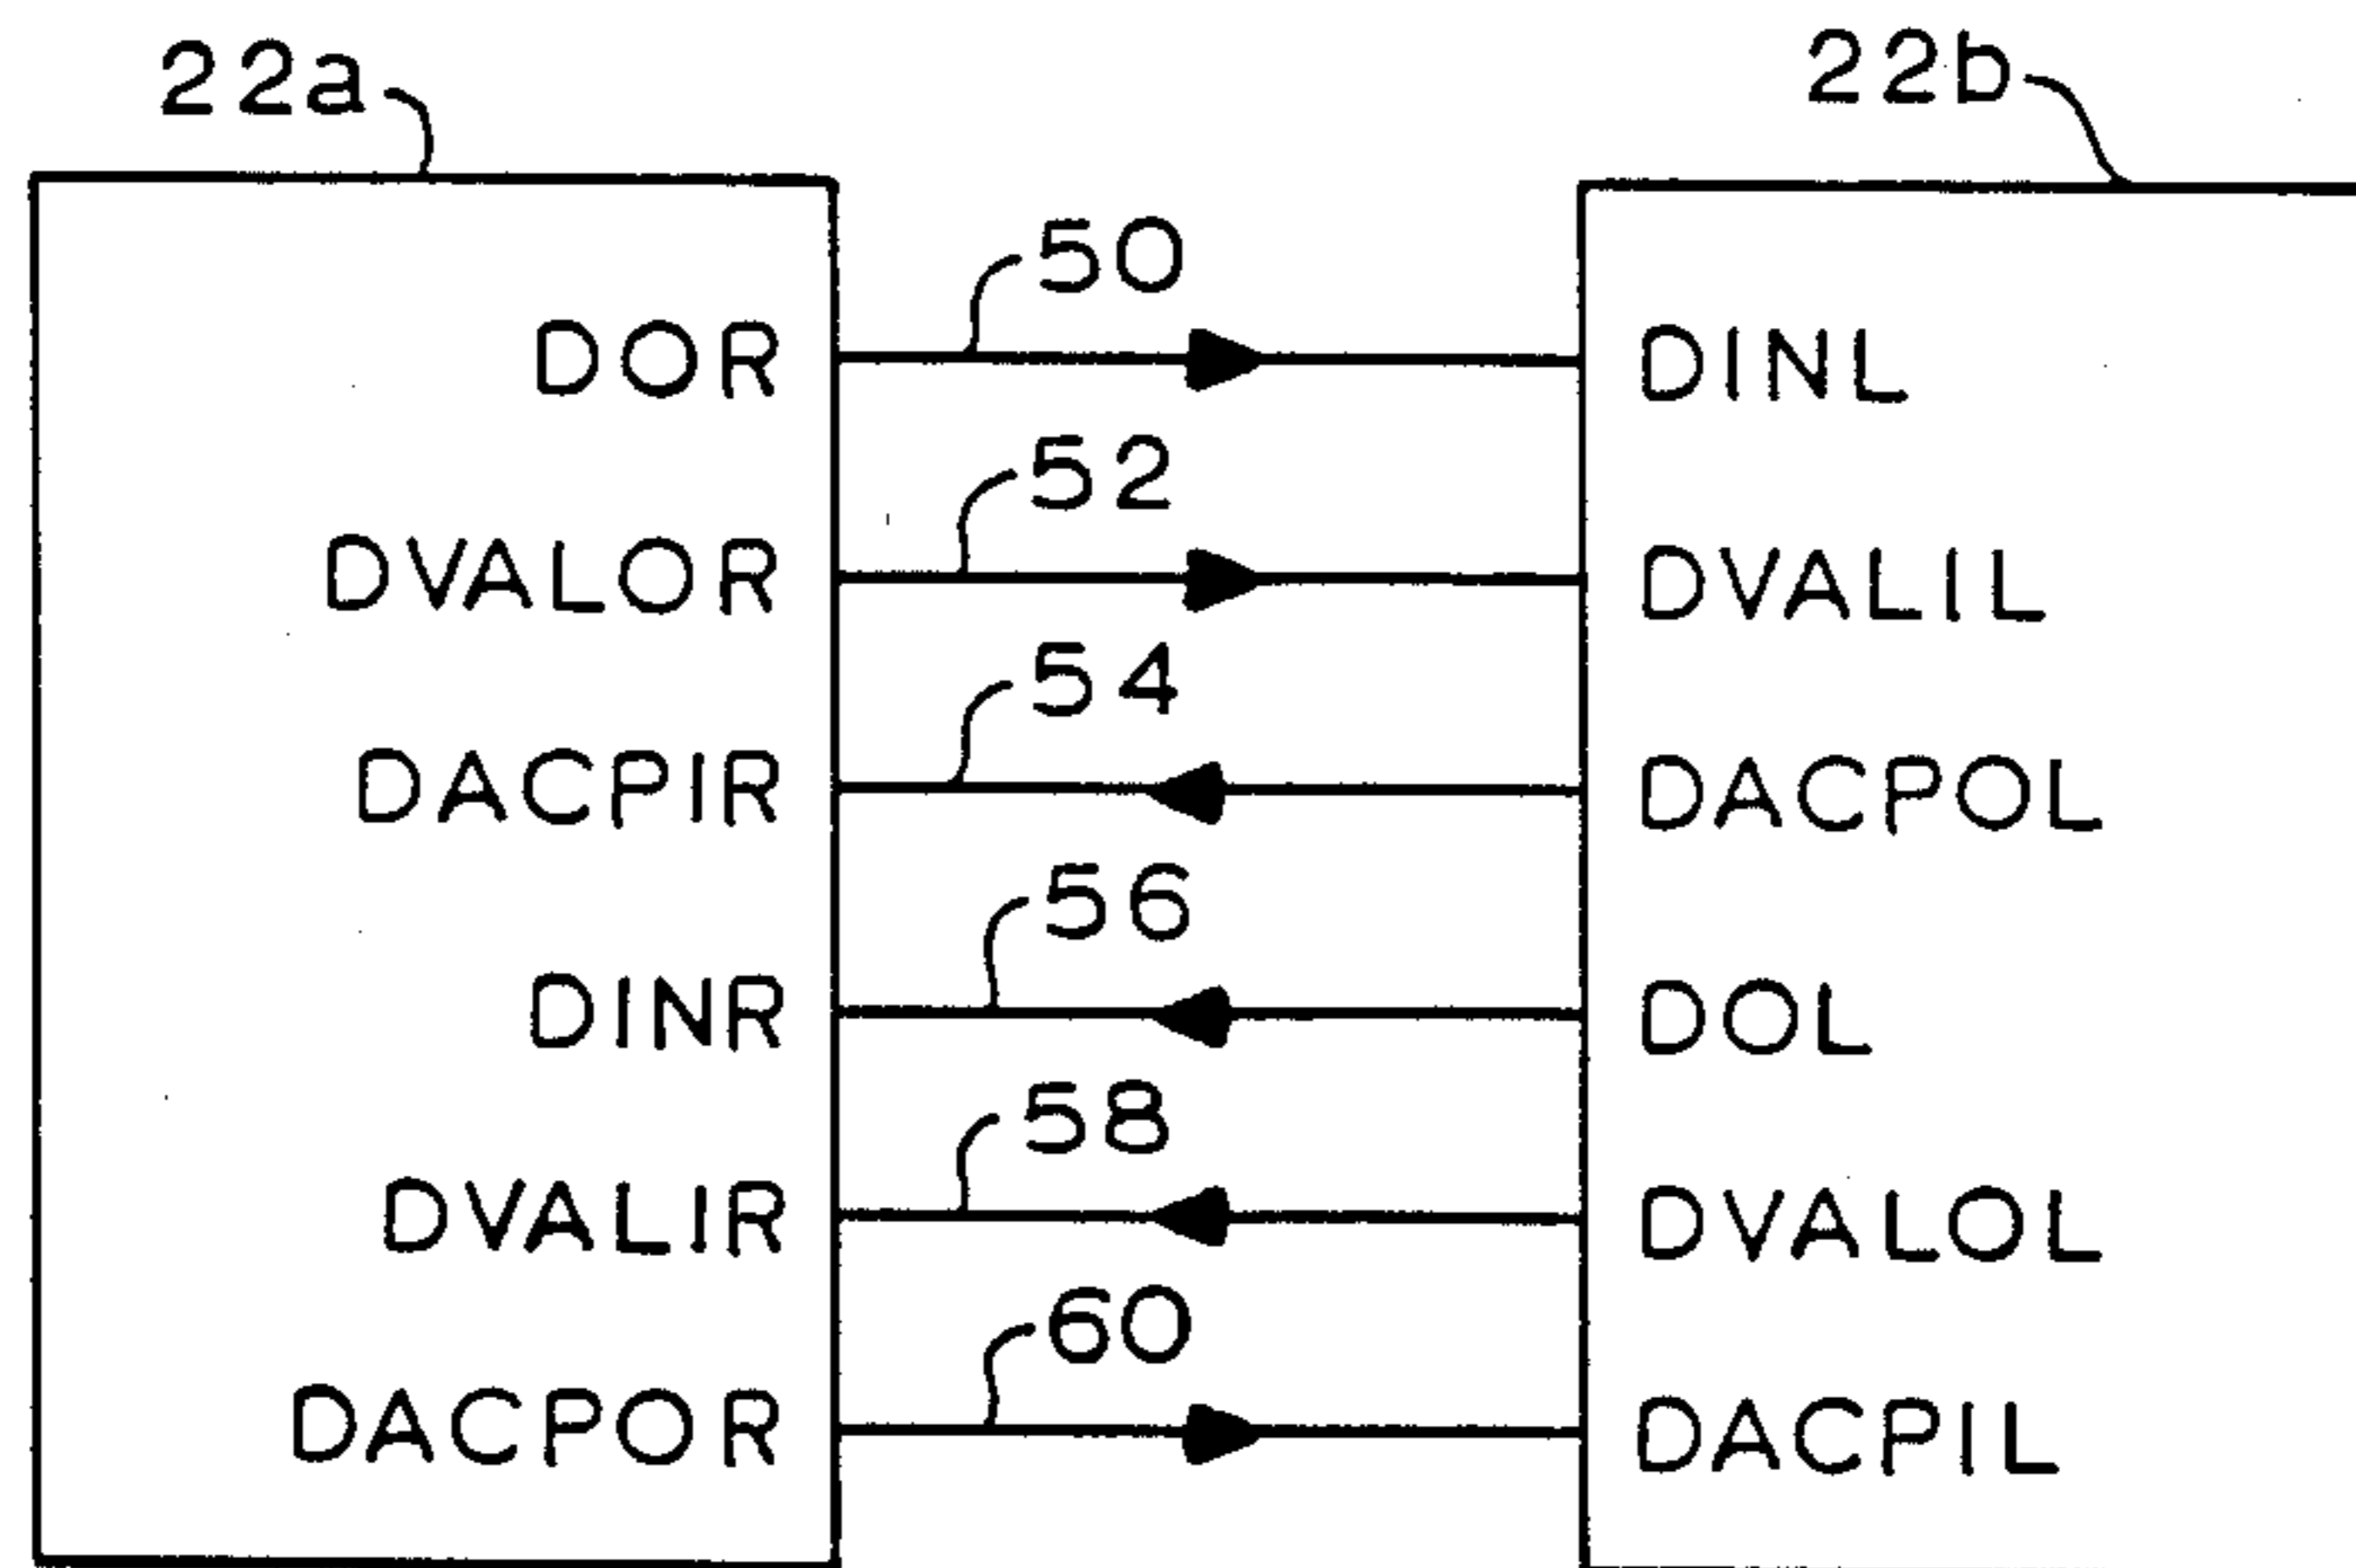 22a 22b
50
DOR DINL
52
DVALOR DVALIL
54
DACPIR DACPOL
56
DINR DOL
58
DVALIR DVALOL
60
DACPOR DACPIL